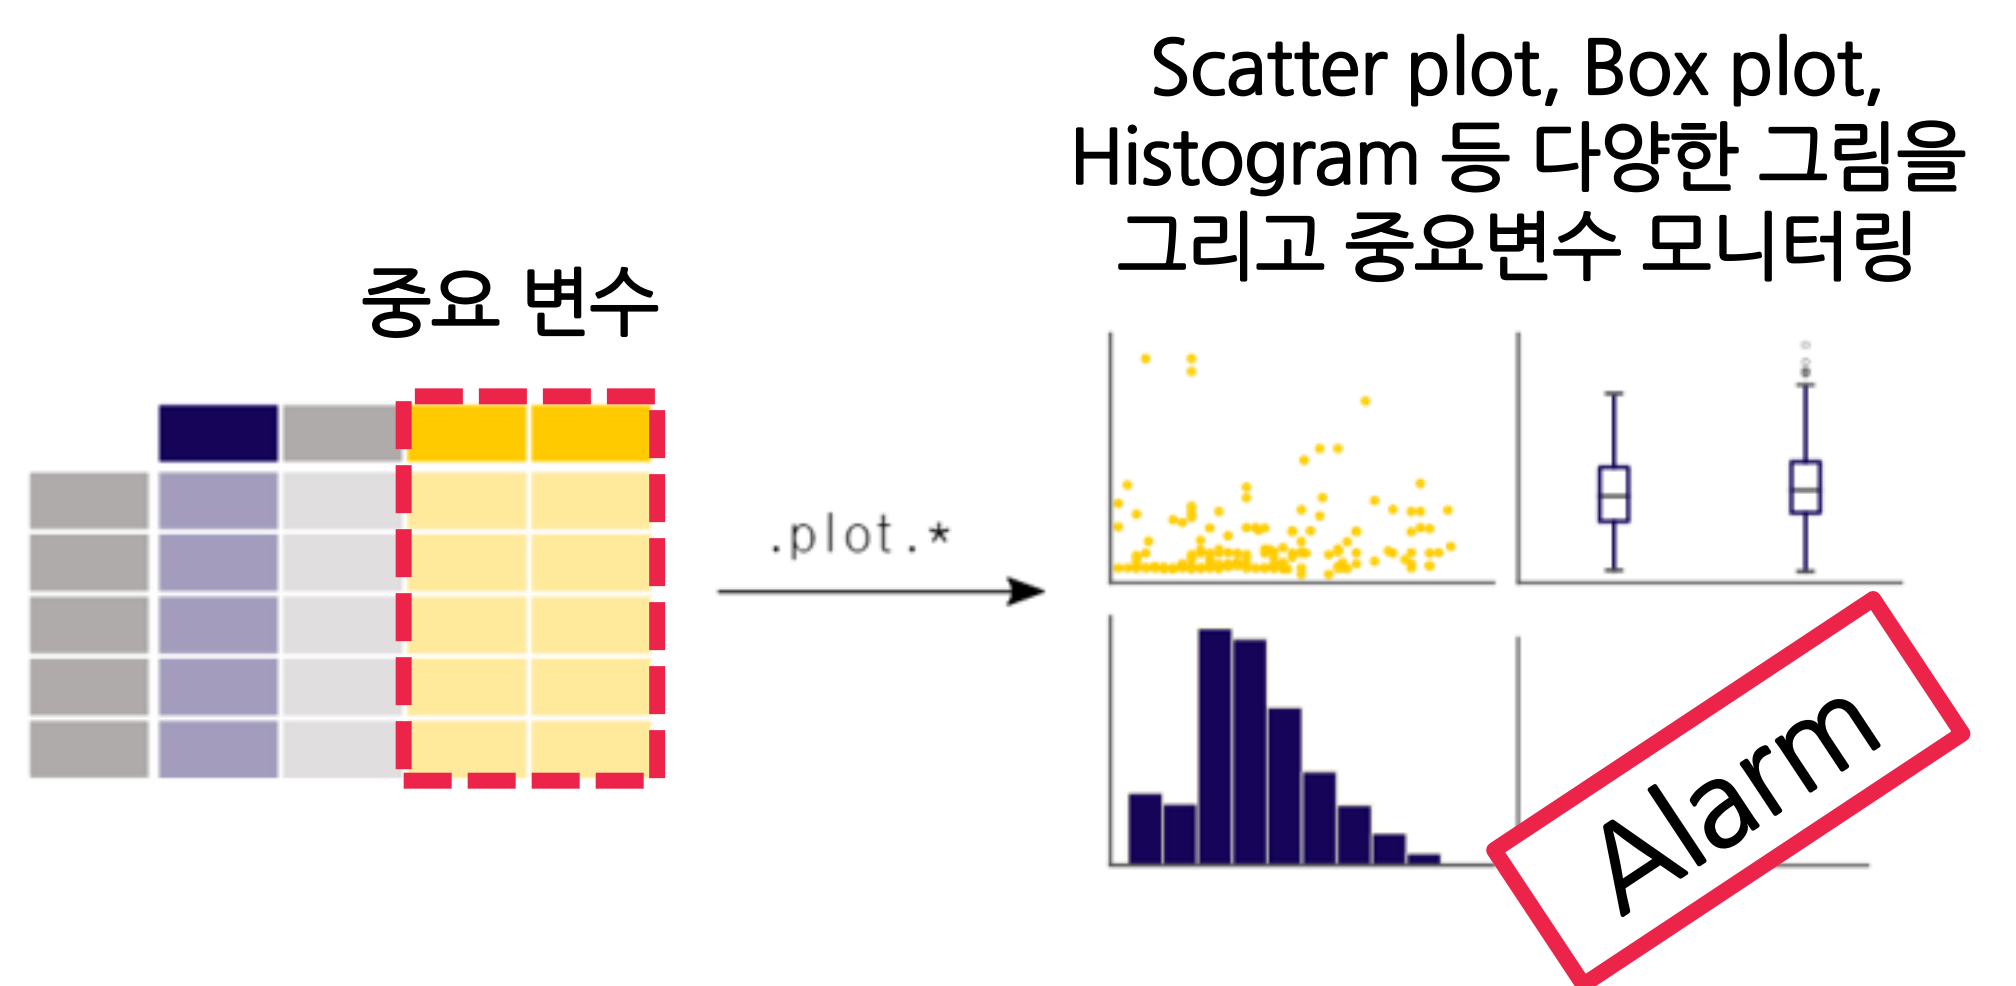 Scatter plot, Box plot,
Histogram 등 다양한 그림을
그리고 중요변수 모니터링
중요 변수
.plot.*
Alarm